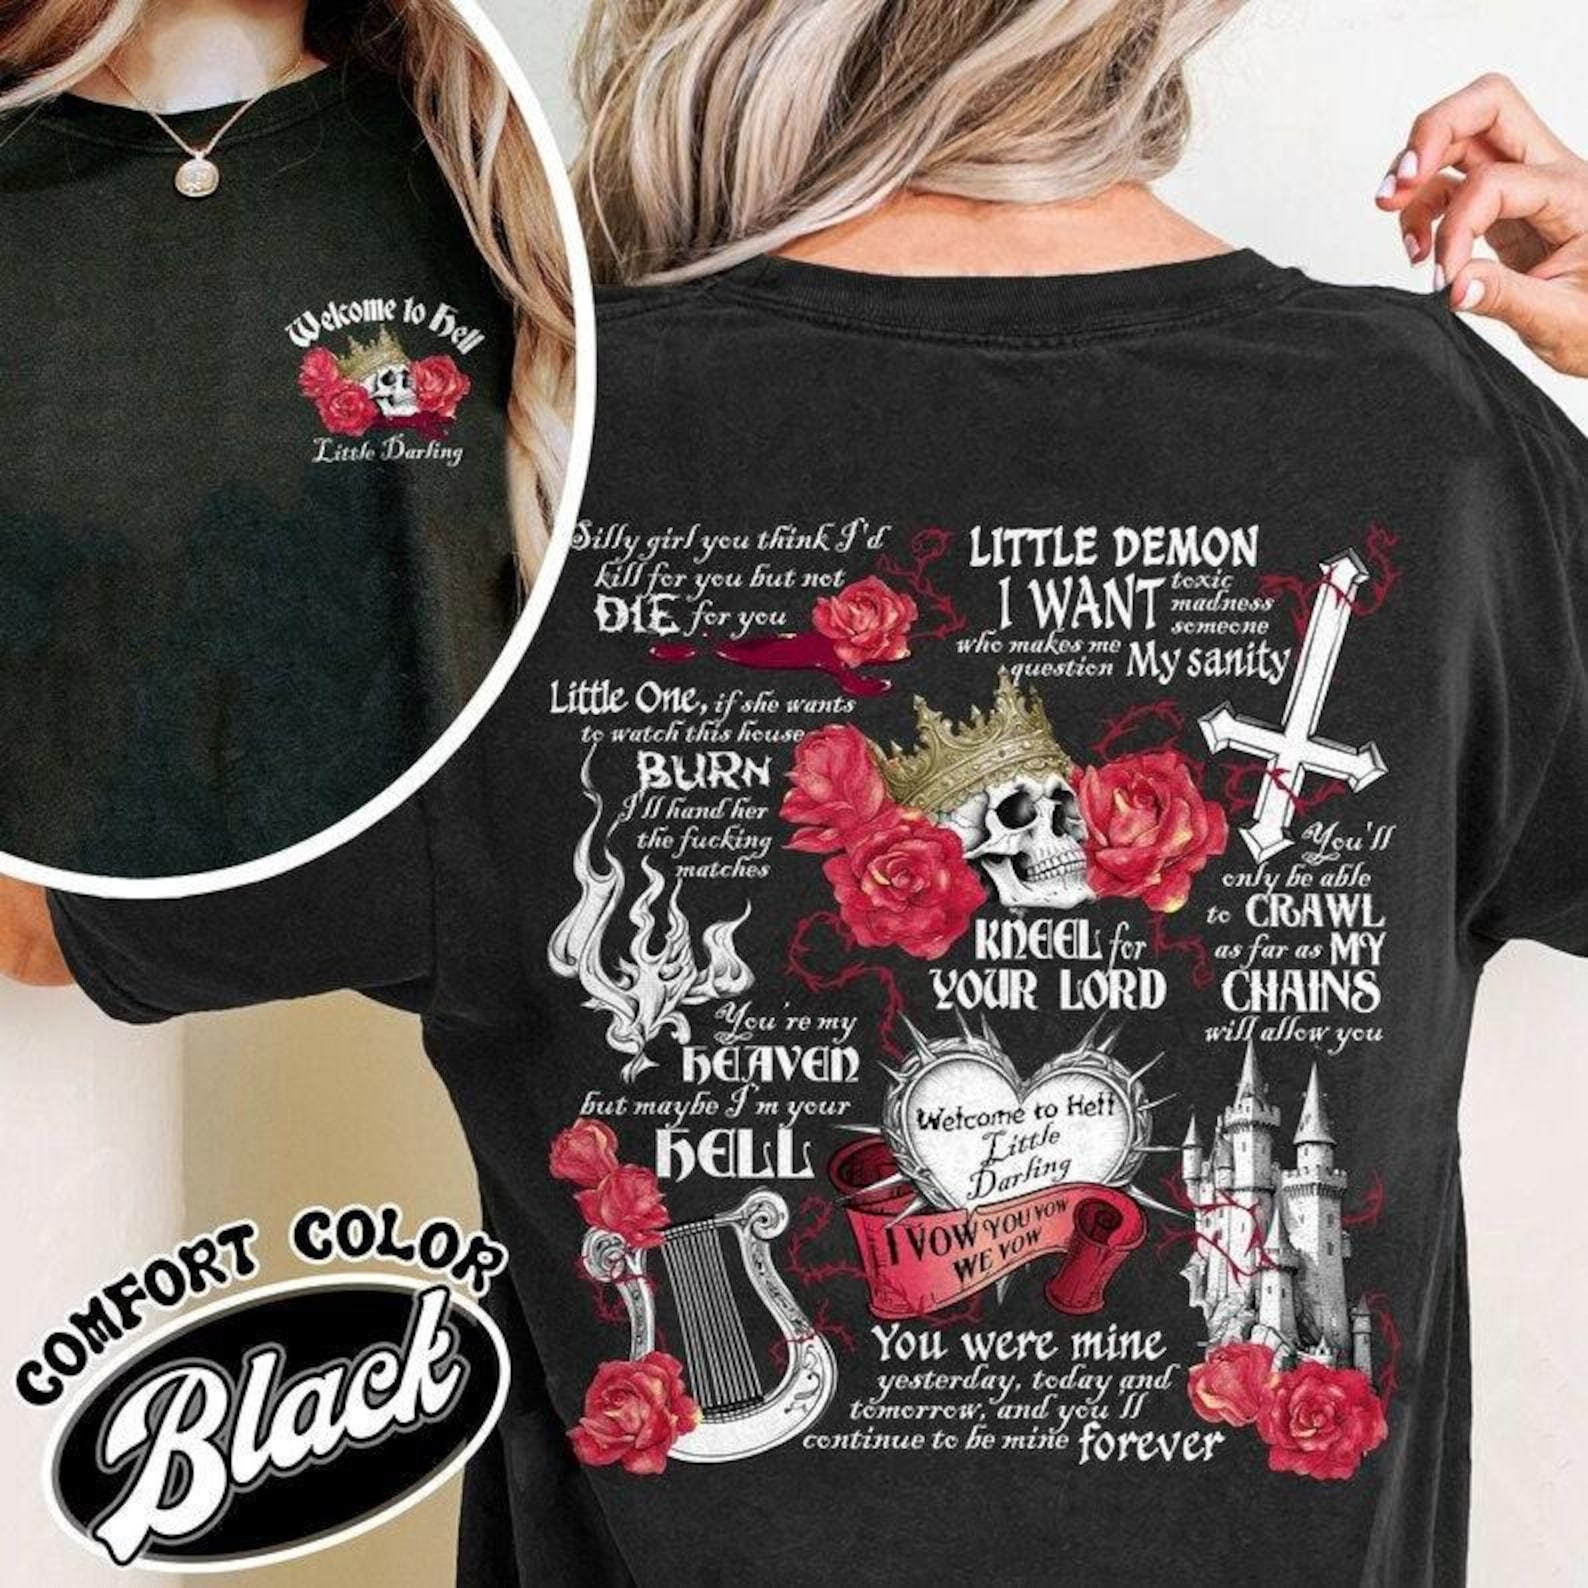 Welcome to Hell
Little Darling
Silly girl you think I'd
kill for you but not
DIE for you
LITTLE DEMON
I WANT toxic
madness
someone
who makes me
question My sanity
Little One, if she wants
to watch this house
BURN
I'll hand her
the fucking
matches
You'll
only be able
to CRAWL
as far as MY
CHAINS
will allow you
KNEEL for
YOUR LORD
You're my
HEAVEN
but maybe I'm your
HELL
Welcome to Hell
Little
Darling
I VOW YOU VOW
WE VOW
You were mine
yesterday, today and
tomorrow, and you'll
continue to be mine forever
COMFORT COLOR
Black